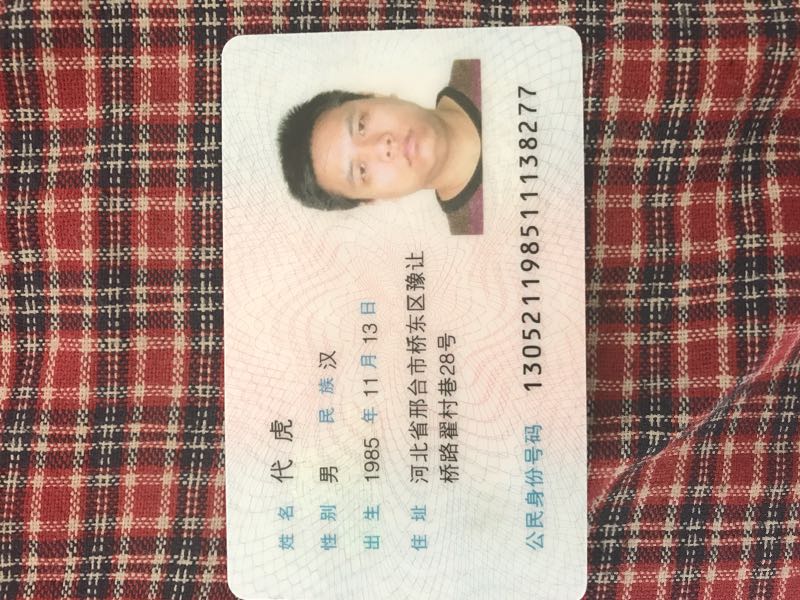 姓名 代虎
性别 男 民族 汉
出生 1985 年 11 月 13 日
住址 河北省邢台市桥东区豫让
桥路翟村巷28号
公民身份号码 130521198511138277